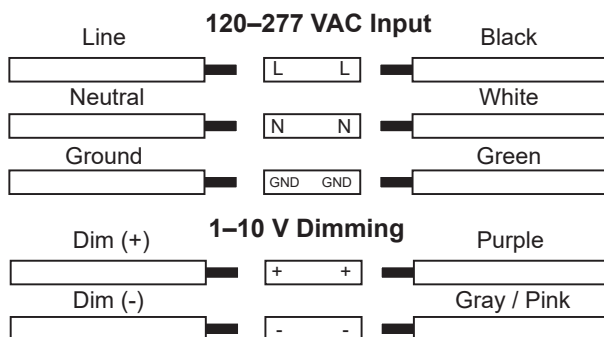 120–277 VAC Input
Line Black
L L
Neutral White
N N
Ground Green
GND GND
1–10 V Dimming
Dim (+) Purple
+ +
Dim (-) Gray / Pink
- -